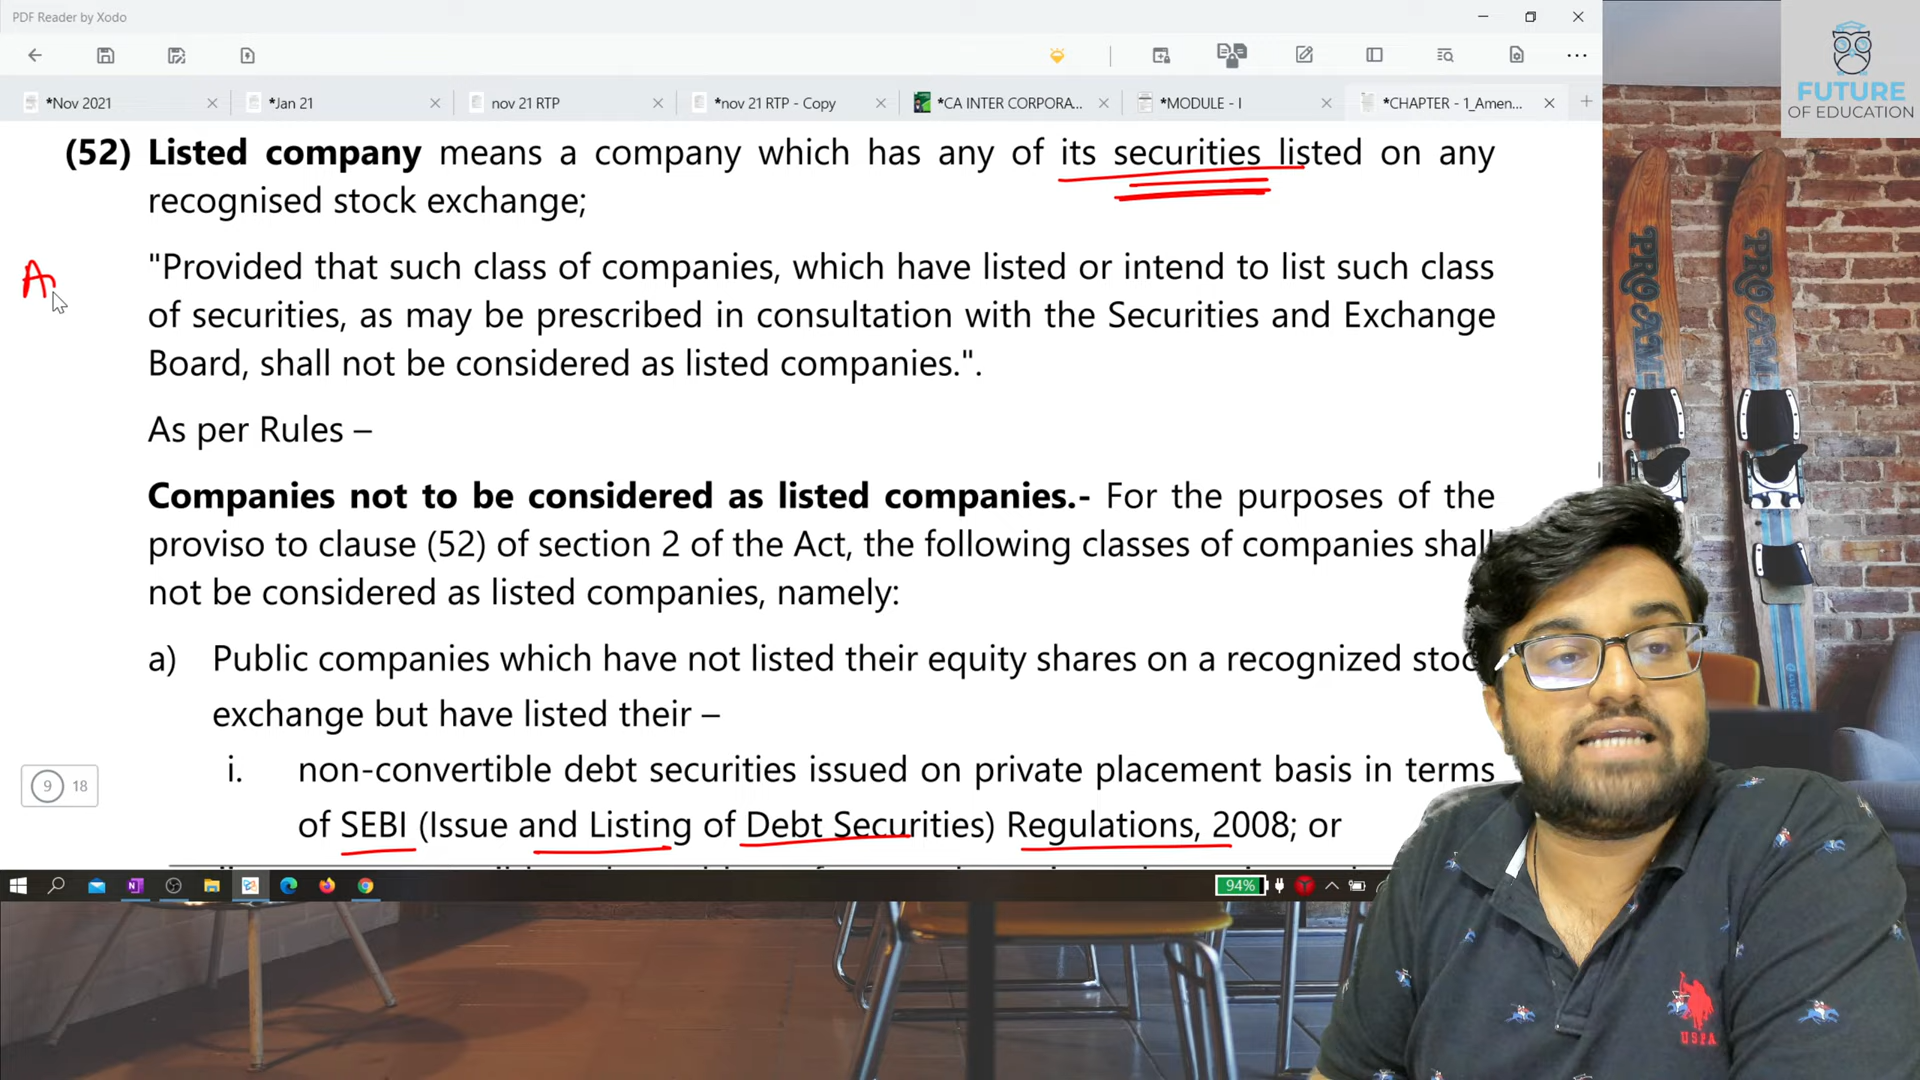 PDF Reader by Xodo
*Nov 2021
*Jan 21
nov 21 RTP
*nov 21 RTP - Copy
*CA INTER CORPORA...
*MODULE - I
*CHAPTER - 1_Amen...
FUTURE
OF EDUCATION
(52) Listed company means a company which has any of its securities listed on any
recognised stock exchange;
A
"Provided that such class of companies, which have listed or intend to list such class
of securities, as may be prescribed in consultation with the Securities and Exchange
Board, shall not be considered as listed companies.".
As per Rules –
Companies not to be considered as listed companies.- For the purposes of the
proviso to clause (52) of section 2 of the Act, the following classes of companies shall
not be considered as listed companies, namely:
a) Public companies which have not listed their equity shares on a recognized stoc
exchange but have listed their –
i. non-convertible debt securities issued on private placement basis in terms
of SEBI (Issue and Listing of Debt Securities) Regulations, 2008; or
9 18
94%
PRO AM
PRO AM
USPA